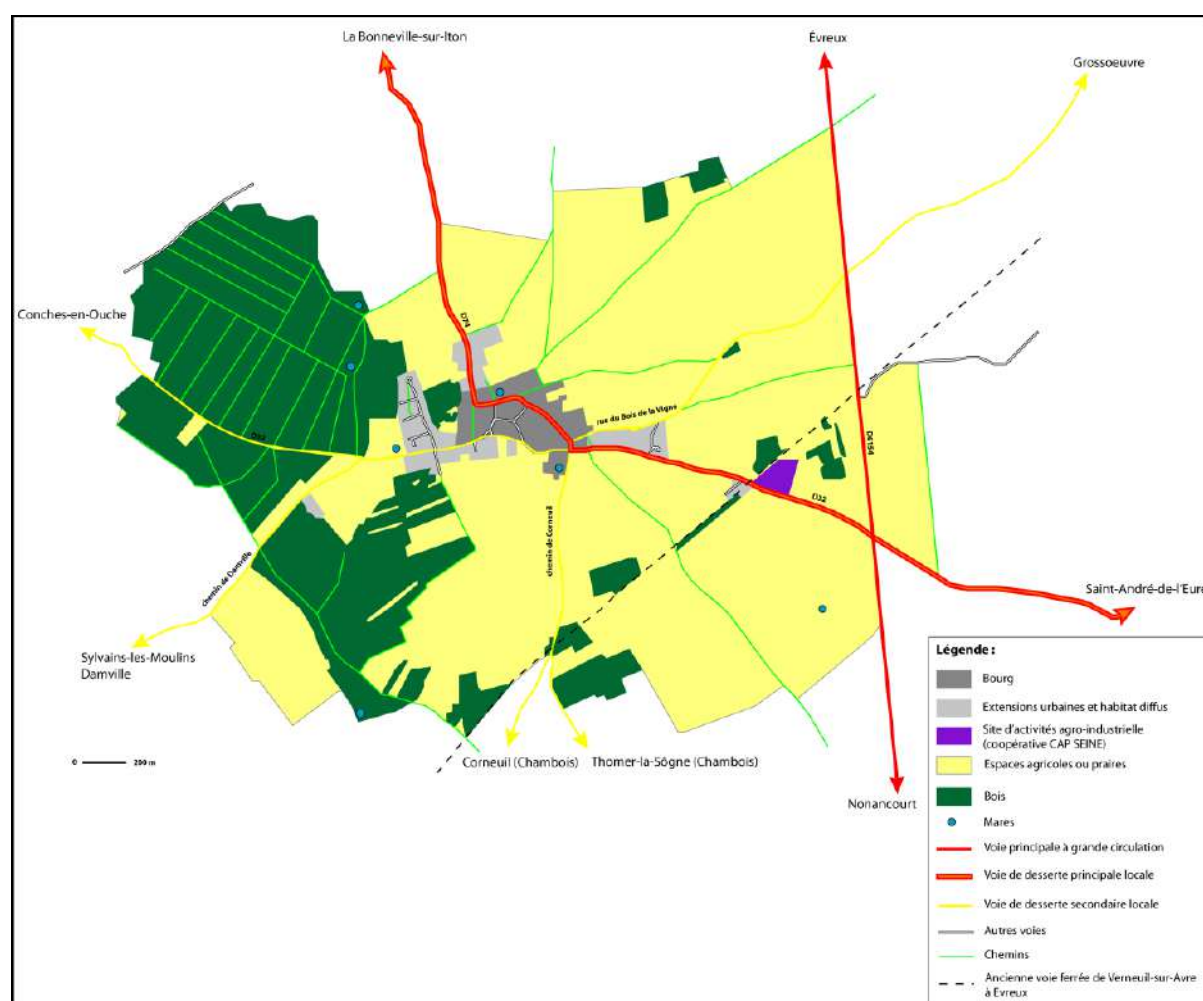 La Bonneville-sur-Iton
Évreux
Grossoeuvre
Conches-en-Ouche
D74
rue du Bois de la Vigne
D6154
D32
chemin de Corneuil
chemin de Damville
Saint-André-de-l'Eure
Sylvains-les-Moulins
Damville
0 200 m
Corneuil (Chambois)
Thomer-la-Sôgne (Chambois)
Nonancourt
Légende :
Bourg
Extensions urbaines et habitat diffus
Site d'activités agro-industrielle
(coopérative CAP SEINE)
Espaces agricoles ou praires
Bois
Mares
Voie principale à grande circulation
Voie de desserte principale locale
Voie de desserte secondaire locale
Autres voies
Chemins
Ancienne voie ferrée de Verneuil-sur-Avre
à Evreux